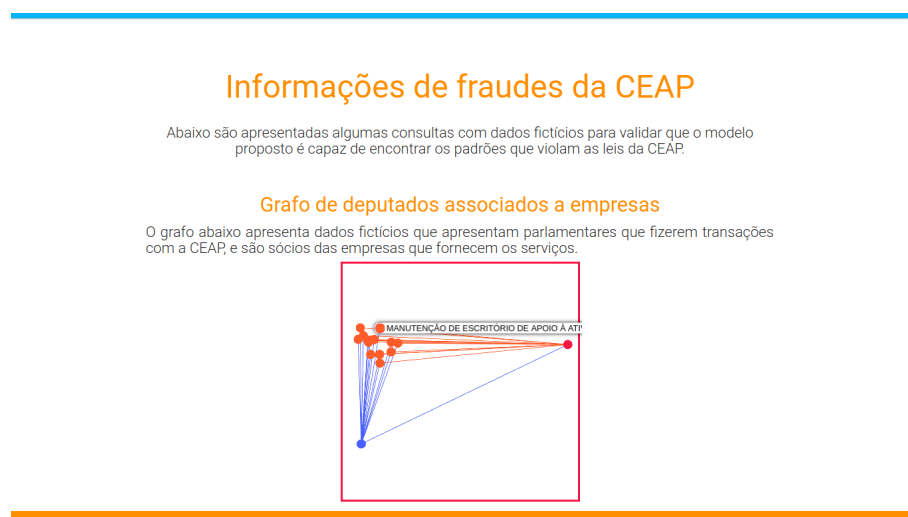 Informações de fraudes da CEAP
Abaixo são apresentadas algumas consultas com dados fictícios para validar que o modelo
proposto é capaz de encontrar os padrões que violam as leis da CEAP.
Grafo de deputados associados a empresas
O grafo abaixo apresenta dados fictícios que apresentam parlamentares que fizerem transações
com a CEAP, e são sócios das empresas que fornecem os serviços.
MANUTENÇÃO DE ESCRITÓRIO DE APOIO À